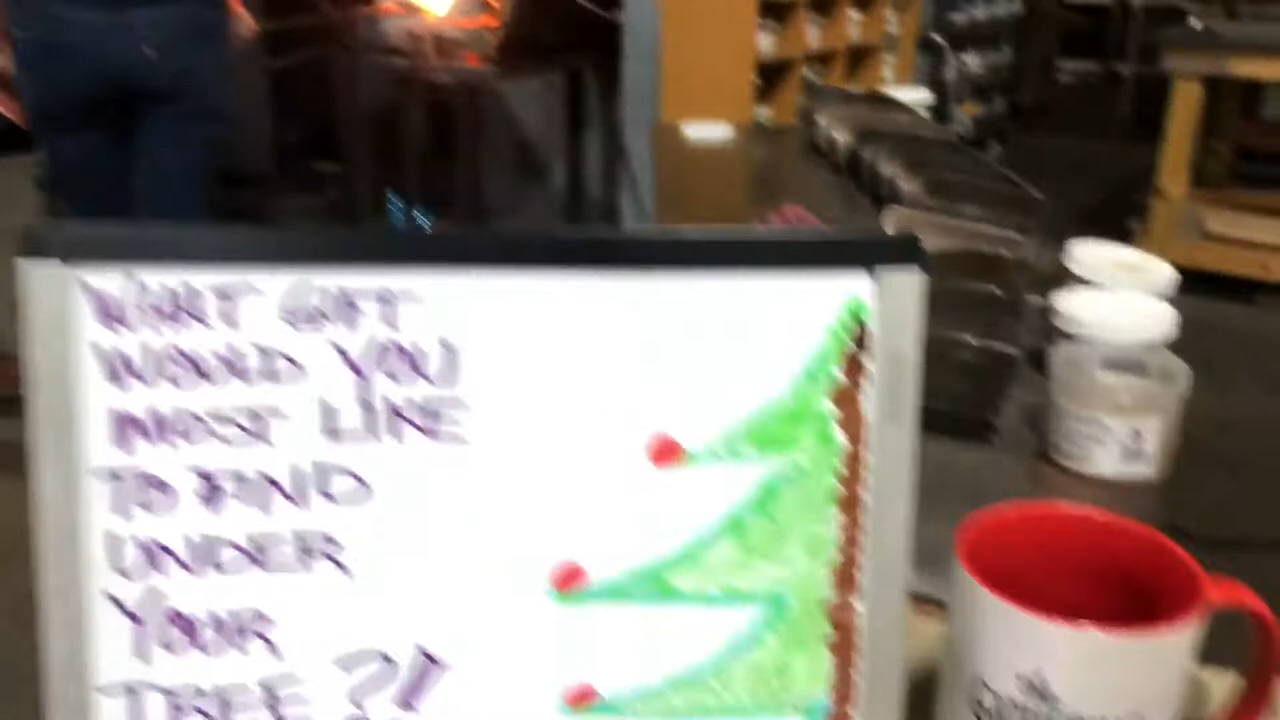 WHAT GIFT
WOULD YOU
MOST LIKE
TO FIND
UNDER
YOUR
TREE?!